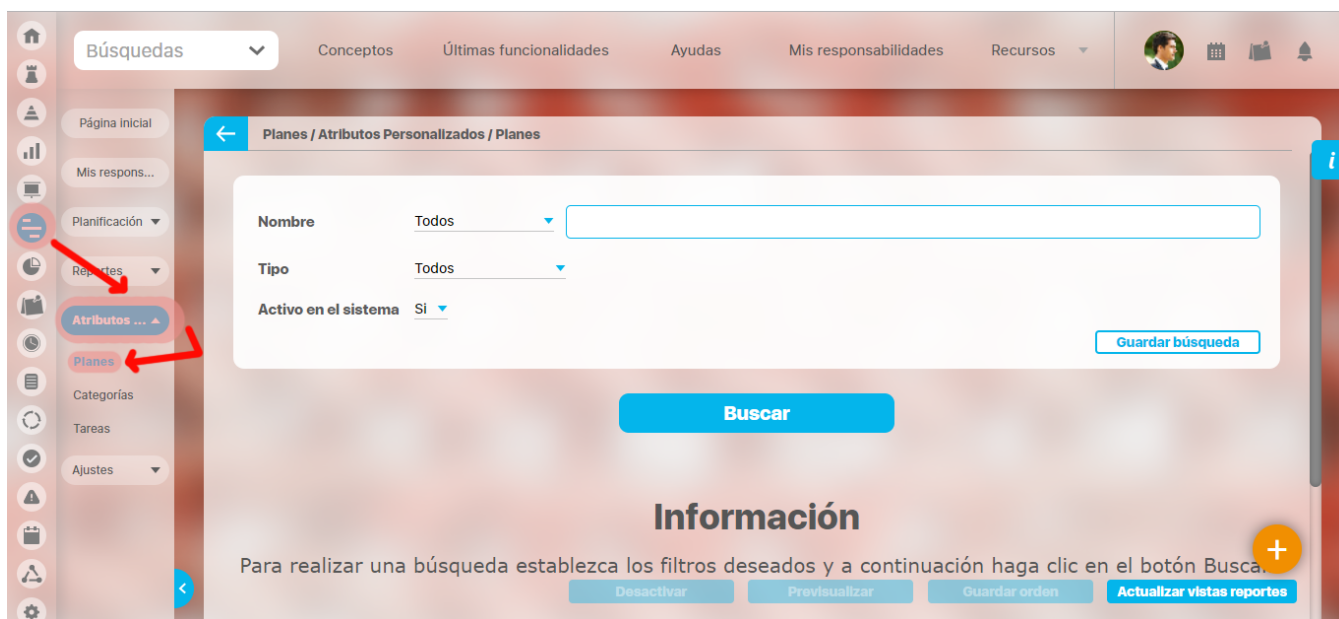 Búsquedas
Conceptos
Últimas funcionalidades
Ayudas
Mis responsabilidades
Recursos
Página inicial
Mis respons...
Planificación
Reportes
Atributos ...
Planes
Categorías
Tareas
Ajustes
Planes / Atributos Personalizados / Planes
i
Nombre Todos
Tipo Todos
Activo en el sistema Si
Guardar búsqueda
Buscar
Información
Para realizar una búsqueda establezca los filtros deseados y a continuación haga clic en el botón Busca
Desactivar
Previsualizar
Guardar orden
Actualizar vistas reportes